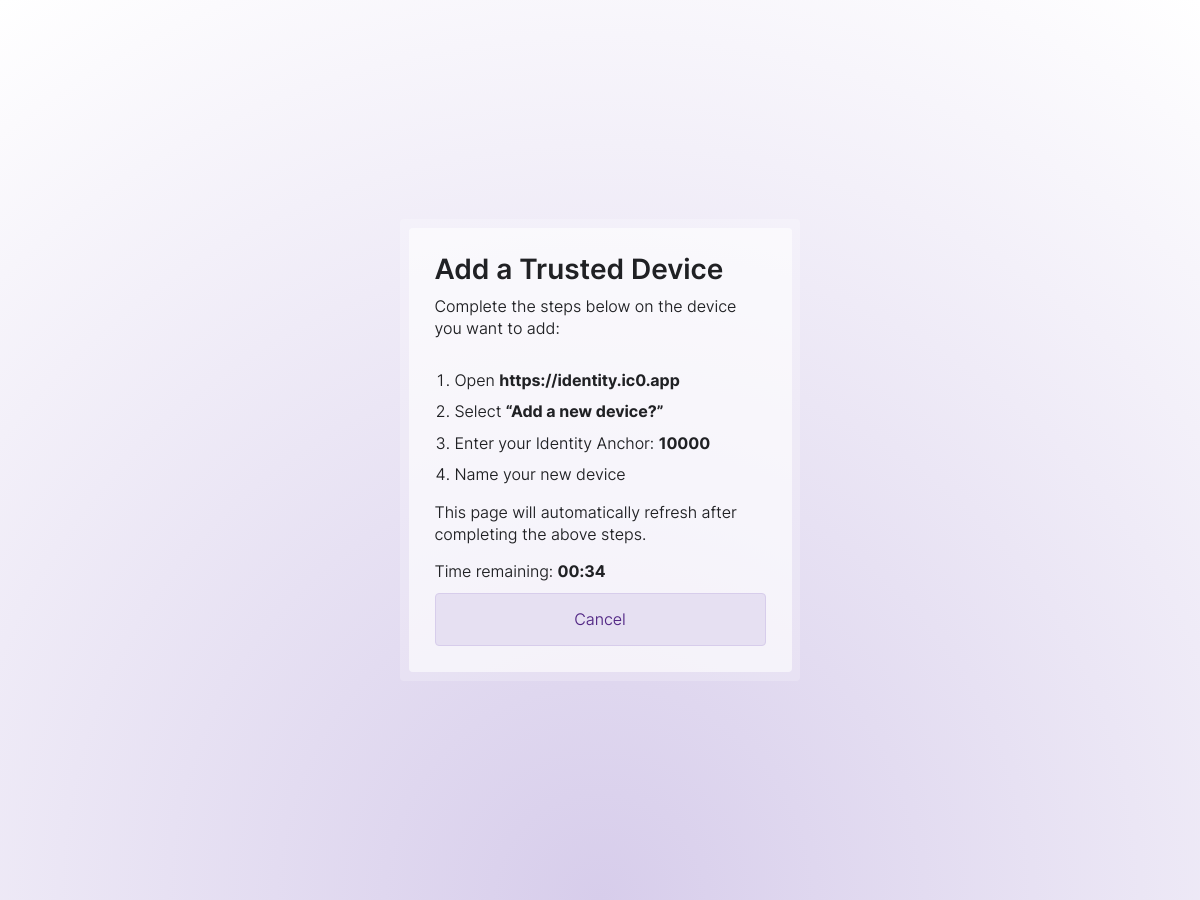 Add a Trusted Device
Complete the steps below on the device
you want to add:
1. Open https://identity.ic0.app
2. Select “Add a new device?”
3. Enter your Identity Anchor: 10000
4. Name your new device
This page will automatically refresh after
completing the above steps.
Time remaining: 00:34
Cancel